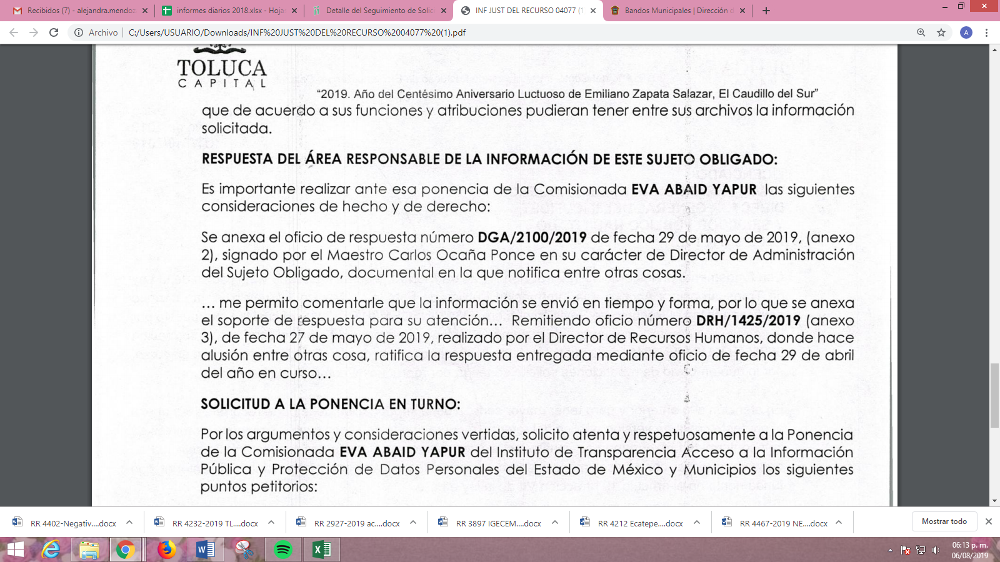 Recibidos (7) - alejandra.mendoz
informes diarios 2018.xlsx - Hoja
Detalle del Seguimiento de Solic
INF JUST DEL RECURSO 04077 (1
Bandos Municipales | Dirección d
Archivo
C:/Users/USUARIO/Downloads/INF%20JUST%20DEL%20RECURSO%2004077%20(1).pdf
A
TOLUCA
CAPITAL
“2019. Año del Centésimo Aniversario Luctuoso de Emiliano Zapata Salazar, El Caudillo del Sur”
que de acuerdo a sus funciones y atribuciones pudieran tener entre sus archivos la información
solicitada.
RESPUESTA DEL ÁREA RESPONSABLE DE LA INFORMACIÓN DE ESTE SUJETO OBLIGADO:
Es importante realizar ante esa ponencia de la Comisionada EVA ABAID YAPUR las siguientes
consideraciones de hecho y de derecho:
Se anexa el oficio de respuesta número DGA/2100/2019 de fecha 29 de mayo de 2019, (anexo
2), signado por el Maestro Carlos Ocaña Ponce en su carácter de Director de Administración
del Sujeto Obligado, documental en la que notifica entre otras cosas.
... me permito comentarle que la información se envió en tiempo y forma, por lo que se anexa
el soporte de respuesta para su atención... Remitiendo oficio número DRH/1425/2019 (anexo
3), de fecha 27 de mayo de 2019, realizado por el Director de Recursos Humanos, donde hace
alusión entre otras cosa, ratifica la respuesta entregada mediante oficio de fecha 29 de abril
del año en curso...
SOLICITUD A LA PONENCIA EN TURNO:
Por los argumentos y consideraciones vertidas, solicito atenta y respetuosamente a la Ponencia
de la Comisionada EVA ABAID YAPUR del Instituto de Transparencia Acceso a la Información
Pública y Protección de Datos Personales del Estado de México y Municipios los siguientes
puntos petitorios:
RR 4402-Negativ....docx
RR 4232-2019 TL....docx
RR 2927-2019 ac....docx
RR 3897 IGECEM....docx
RR 4212 Ecatepe....docx
RR 4467-2019 NE....docx
Mostrar todo
06:13 p. m.
06/08/2019